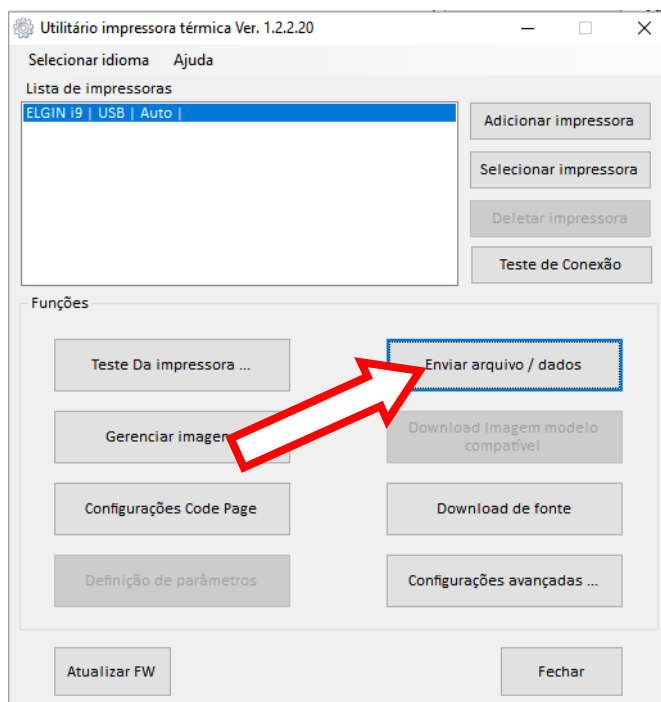 Utilitário impressora térmica Ver. 1.2.2.20
Selecionar idioma Ajuda
Lista de impressoras
ELGIN i9 | USB | Auto |
Adicionar impressora
Selecionar impressora
Deletar impressora
Teste de Conexão
Funções
Teste Da impressora ...
Enviar arquivo / dados
Gerenciar imagen
Download Imagem modelo
compatível
Configurações Code Page
Download de fonte
Definição de parâmetros
Configurações avançadas ...
Atualizar FW
Fechar